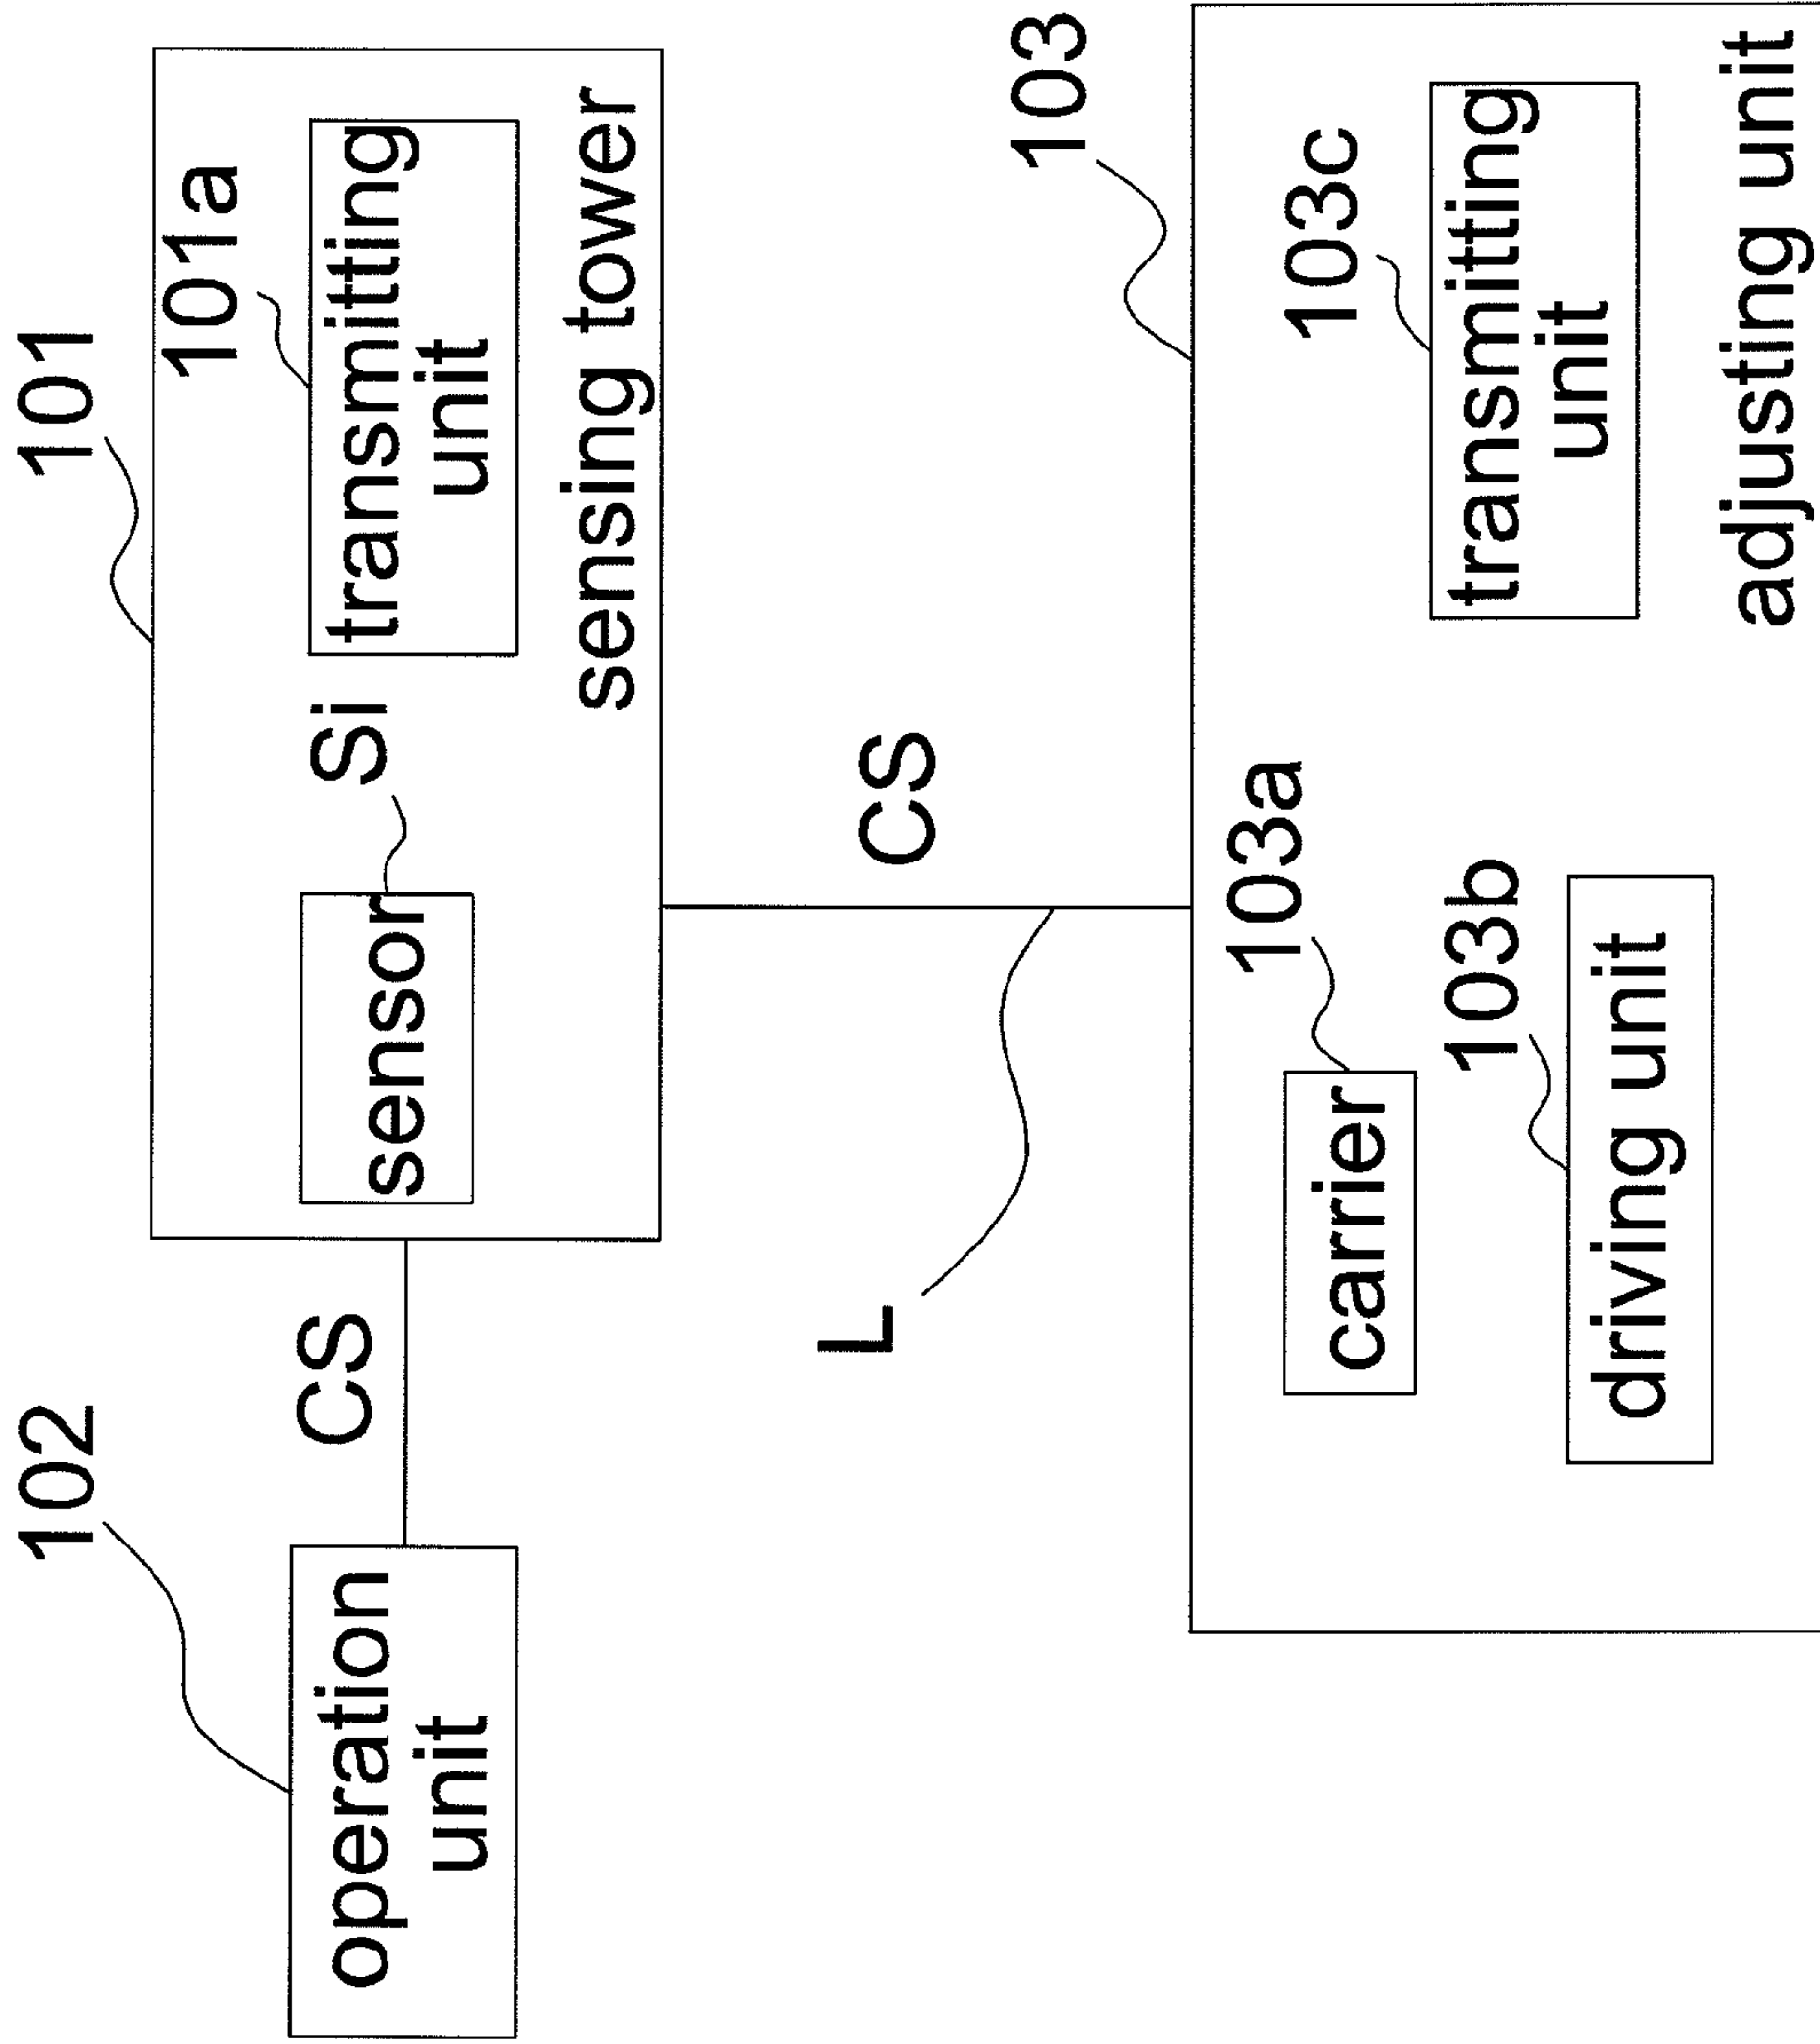 102
101
CS
Si
101a
operation
unit
sensor
transmitting
unit
sensing tower
L
CS
103
103a
103c
carrier
103b
transmitting
unit
driving unit
adjusting unit